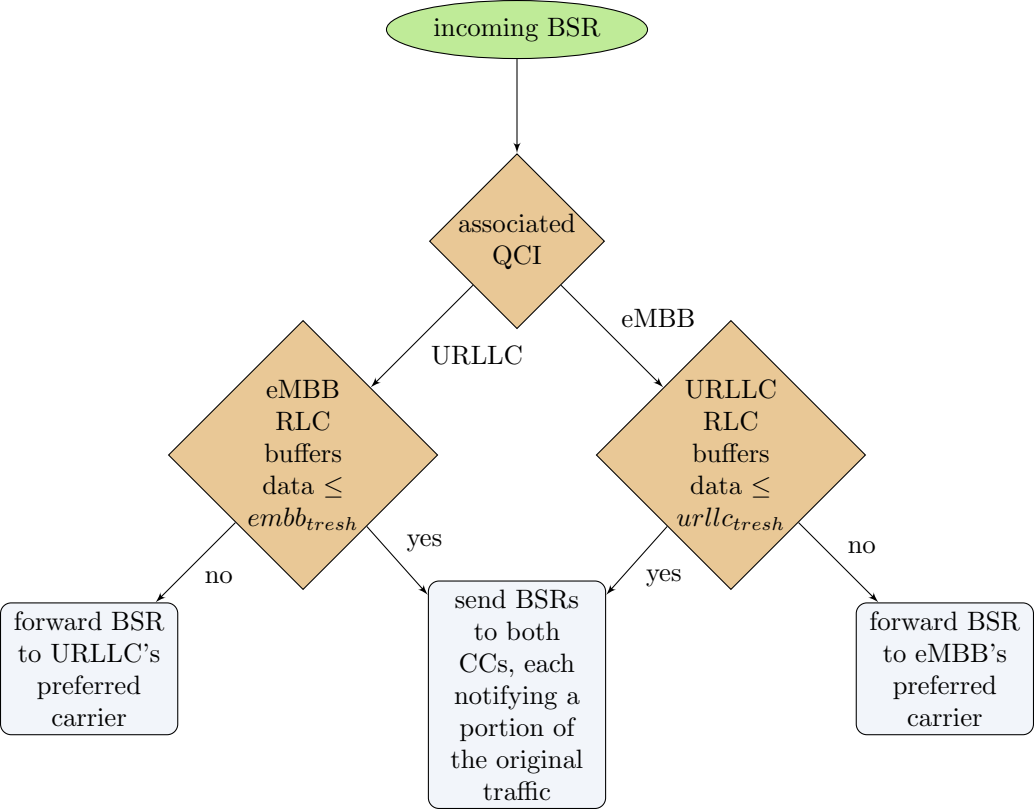 incoming BSR
associated
QCI
URLLC
eMBB
eMBB
RLC
buffers
data ≤
embb_tresh
URLLC
RLC
buffers
data ≤
urllc_tresh
no
yes
yes
no
forward BSR
to URLLC's
preferred
carrier
send BSRs
to both
CCs, each
notifying a
portion of
the original
traffic
forward BSR
to eMBB's
preferred
carrier